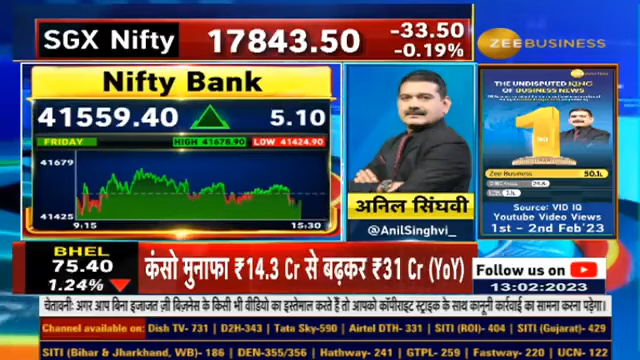 SGX Nifty 17843.50 -33.50
-0.19%
ZEE BUSINESS
Nifty Bank
41559.40 5.10
FRIDAY HIGH 41678.90 LOW 41424.90
41679
41425
9:15 15:30
अनिल सिंघवी
@AnilSinghvi_
THE UNDISPUTED KING
OF BUSINESS NEWS
NO
1
Zee Business 50.1%
Source: VID IQ
Youtube Video Views
1st - 2nd Feb'23
BHEL
75.40
1.24%
कंसो मुनाफा ₹14.3 Cr से बढ़कर ₹31 Cr (YoY)
Follow us on
13-02-2023
चेतावनी: अगर आप बिना इजाजत ज़ी बिज़नेस के किसी भी वीडियो का इस्तेमाल करते हैं तो आपको कॉपीराइट स्ट्राइक के साथ कानूनी कार्रवाई का सामना करना पड़ेगा.
Channel available on: Dish TV- 731 | D2H-343 | Tata Sky-590 | Airtel DTH- 331 | SITI (ROI) - 404 | SITI (Gujarat) - 429
SITI (Bihar & Jharkhand, WB)- 186 | DEN-355/356 | Hathway- 241 | GTPL- 259 | Fastway- 220 | UCN- 122